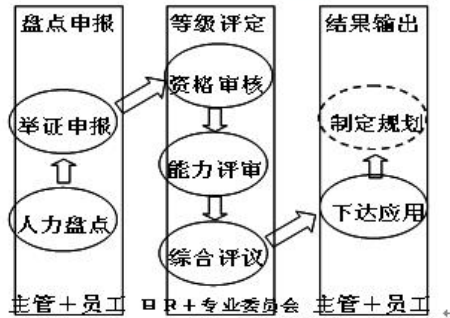 盘点申报
等级评定
结果输出
举证申报
资格审核
制定规划
人力盘点
能力评审
下达应用
综合评议
主管＋员工
HR＋专业委员会
主管＋员工